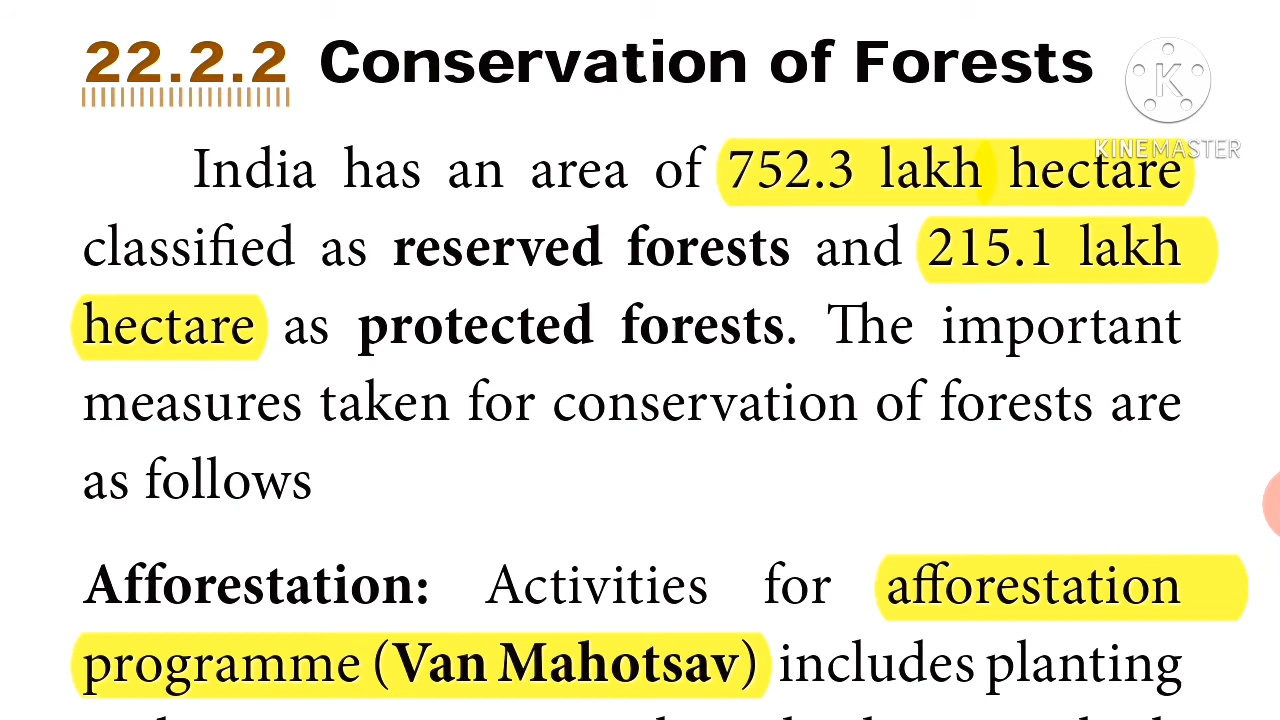 22.2.2 Conservation of Forests
K
KINEMASTER
India has an area of 752.3 lakh hectare
classified as reserved forests and 215.1 lakh
hectare as protected forests. The important
measures taken for conservation of forests are
as follows
Afforestation: Activities for afforestation
programme (Van Mahotsav) includes planting